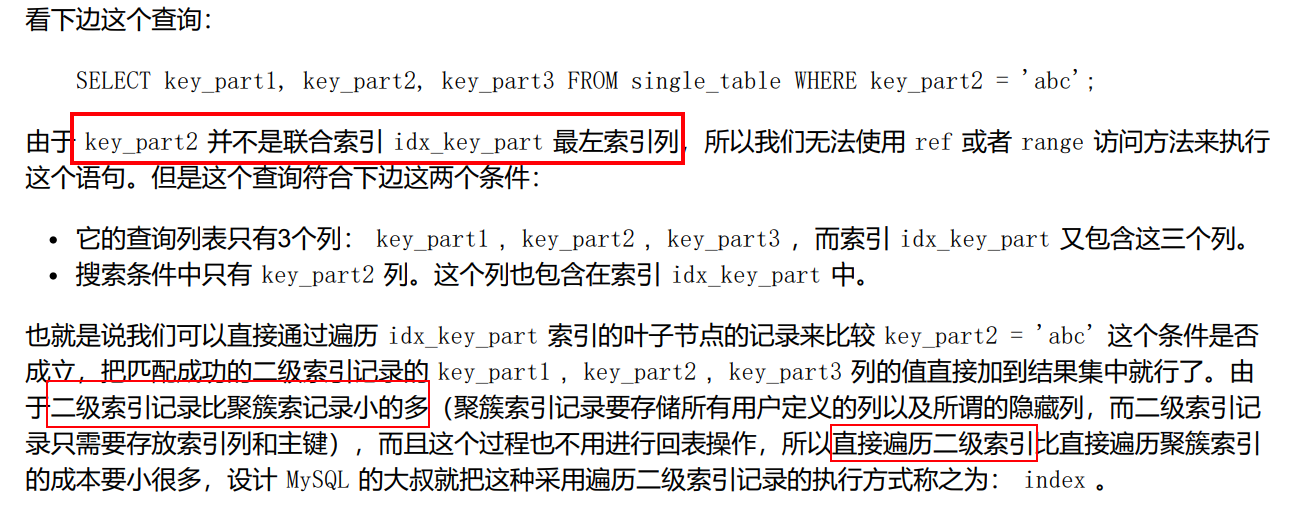 看下边这个查询：
SELECT key_part1, key_part2, key_part3 FROM single_table WHERE key_part2 = 'abc';
由于 key_part2 并不是联合索引 idx_key_part 最左索引列，所以我们无法使用 ref 或者 range 访问方法来执行
这个语句。但是这个查询符合下边这两个条件：
• 它的查询列表只有3个列： key_part1 ，key_part2 ，key_part3 ，而索引 idx_key_part 又包含这三个列。
• 搜索条件中只有 key_part2 列。这个列也包含在索引 idx_key_part 中。
也就是说我们可以直接通过遍历 idx_key_part 索引的叶子节点的记录来比较 key_part2 = 'abc' 这个条件是否
成立，把匹配成功的二级索引记录的 key_part1 ，key_part2 ，key_part3 列的值直接加到结果集中就行了。由
于二级索引记录比聚簇索记录小的多（聚簇索引记录要存储所有用户定义的列以及所谓的隐藏列，而二级索引记
录只需要存放索引列和主键），而且这个过程也不用进行回表操作，所以直接遍历二级索引比直接遍历聚簇索引
的成本要小很多，设计 MySQL 的大叔就把这种采用遍历二级索引记录的执行方式称之为： index 。